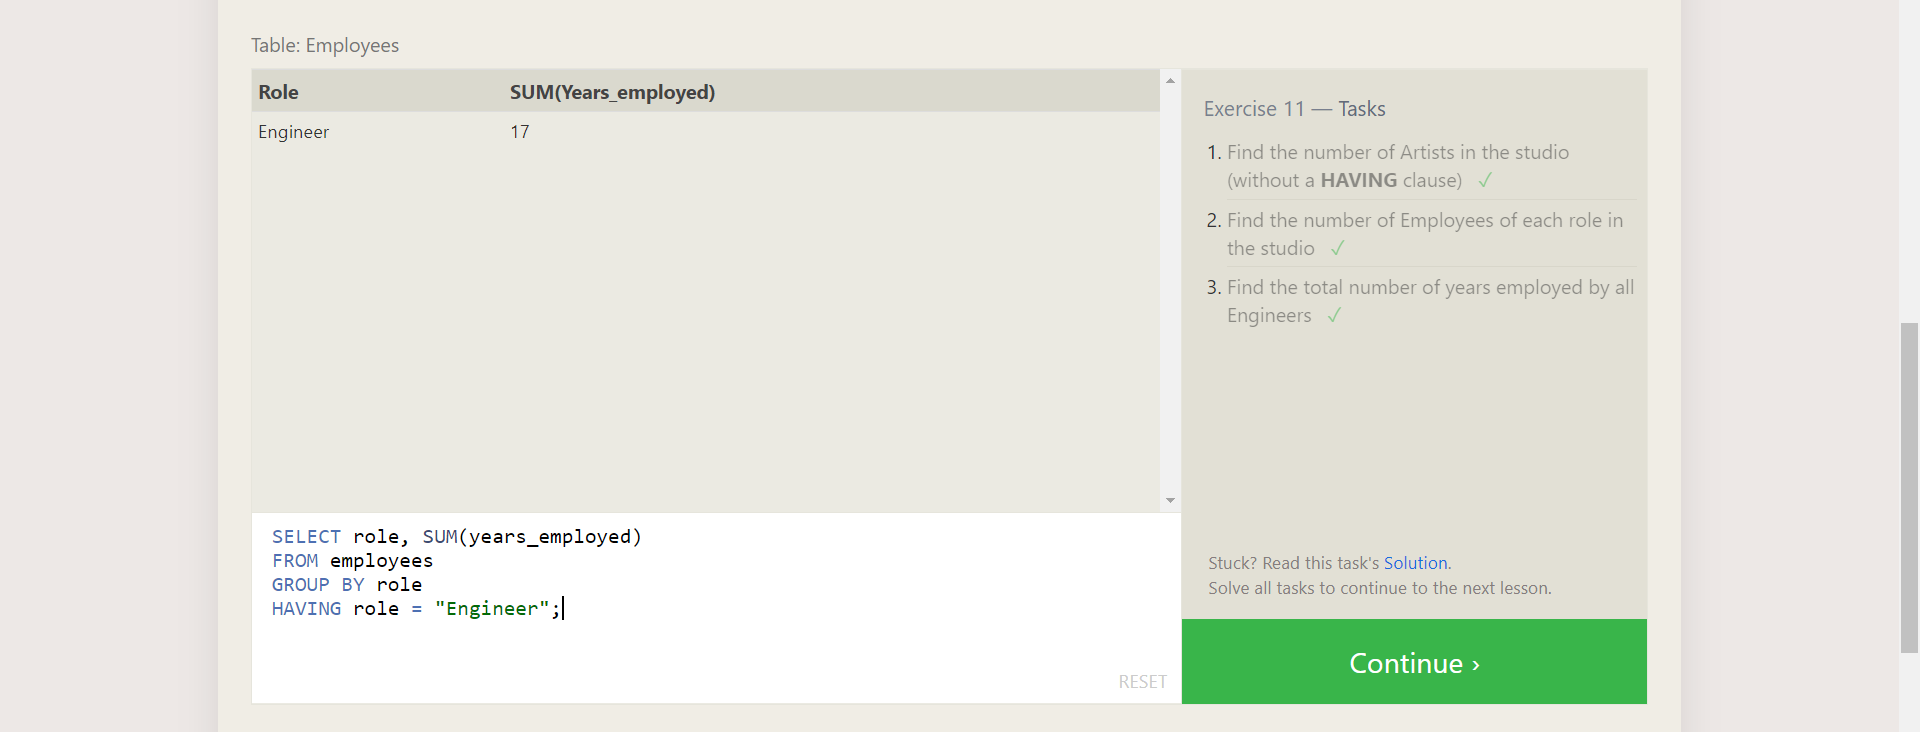 Table: Employees
Role SUM(Years_employed)
Engineer 17
SELECT role, SUM(years_employed)
FROM employees
GROUP BY role
HAVING role = "Engineer";
RESET
Exercise 11 — Tasks
1. Find the number of Artists in the studio
(without a HAVING clause) ✓
2. Find the number of Employees of each role in
the studio ✓
3. Find the total number of years employed by all
Engineers ✓
Stuck? Read this task's Solution.
Solve all tasks to continue to the next lesson.
Continue ›